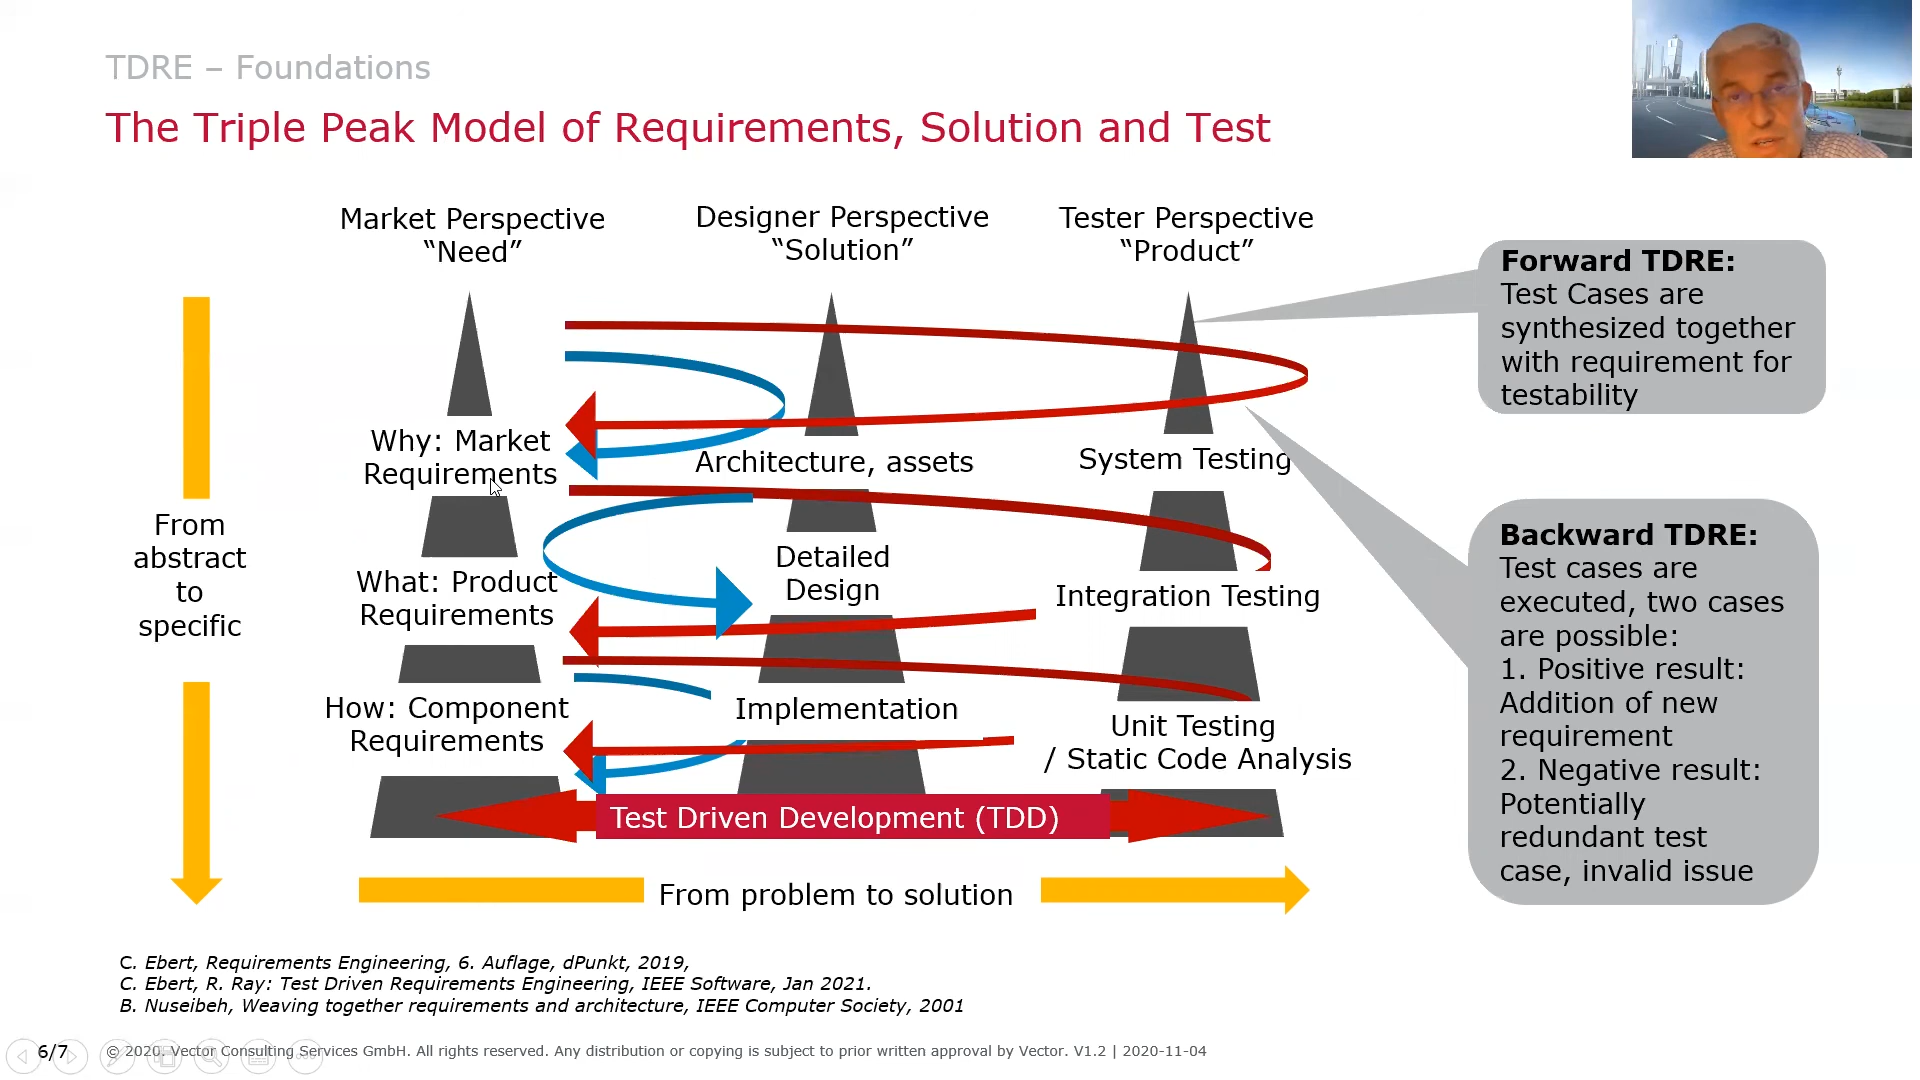 TDRE – Foundations
The Triple Peak Model of Requirements, Solution and Test
Market Perspective
“Need”
Designer Perspective
“Solution”
Tester Perspective
“Product”
Forward TDRE:
Test Cases are
synthesized together
with requirement for
testability
Why: Market
Requirements
Architecture, assets
System Testing
From
abstract
to
specific
What: Product
Requirements
Detailed
Design
Integration Testing
Backward TDRE:
Test cases are
executed, two cases
are possible:
1. Positive result:
Addition of new
requirement
2. Negative result:
Potentially
redundant test
case, invalid issue
How: Component
Requirements
Implementation
Unit Testing
/ Static Code Analysis
Test Driven Development (TDD)
From problem to solution
C. Ebert, Requirements Engineering, 6. Auflage, dPunkt, 2019,
C. Ebert, R. Ray: Test Driven Requirements Engineering, IEEE Software, Jan 2021.
B. Nuseibeh, Weaving together requirements and architecture, IEEE Computer Society, 2001
6/7
© 2020. Vector Consulting Services GmbH. All rights reserved. Any distribution or copying is subject to prior written approval by Vector. V1.2 | 2020-11-04